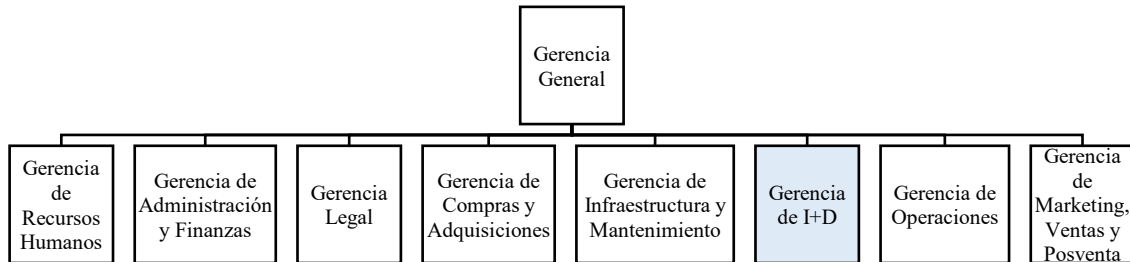 Gerencia
General
Gerencia
de
Recursos
Humanos
Gerencia de
Administración
y Finanzas
Gerencia
Legal
Gerencia de
Compras y
Adquisiciones
Gerencia de
Infraestructura y
Mantenimiento
Gerencia
de I+D
Gerencia de
Operaciones
Gerencia
de
Marketing,
Ventas y
Posventa